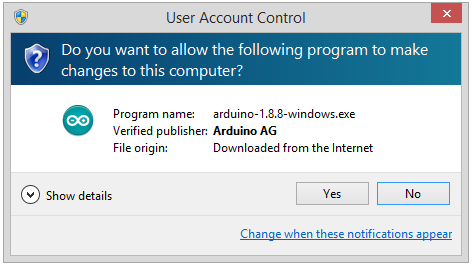 User Account Control
Do you want to allow the following program to make
changes to this computer?
Program name: arduino-1.8.8-windows.exe
Verified publisher: Arduino AG
File origin: Downloaded from the Internet
Show details
Yes
No
Change when these notifications appear